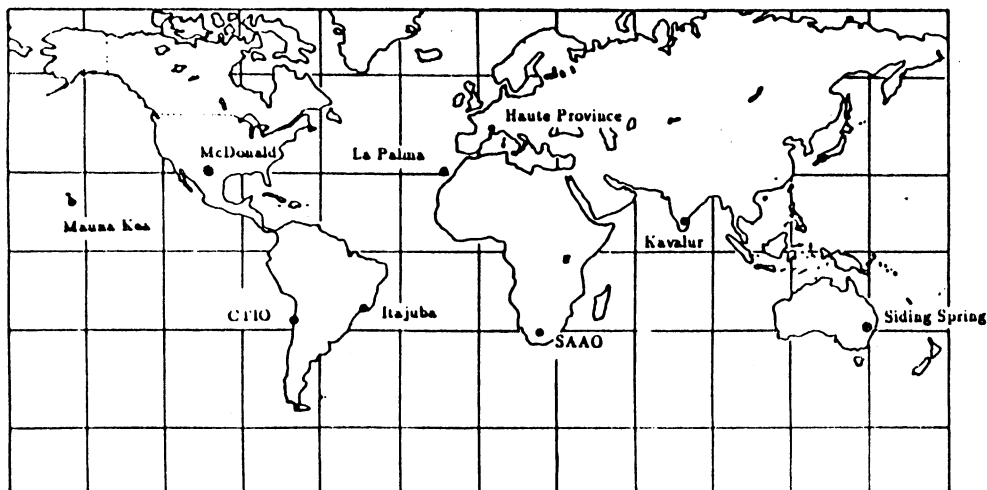 Haute Province
McDonald
La Palma
Mauna Kea
Kavalur
CTIO
Itajuba
Siding Spring
SAAO